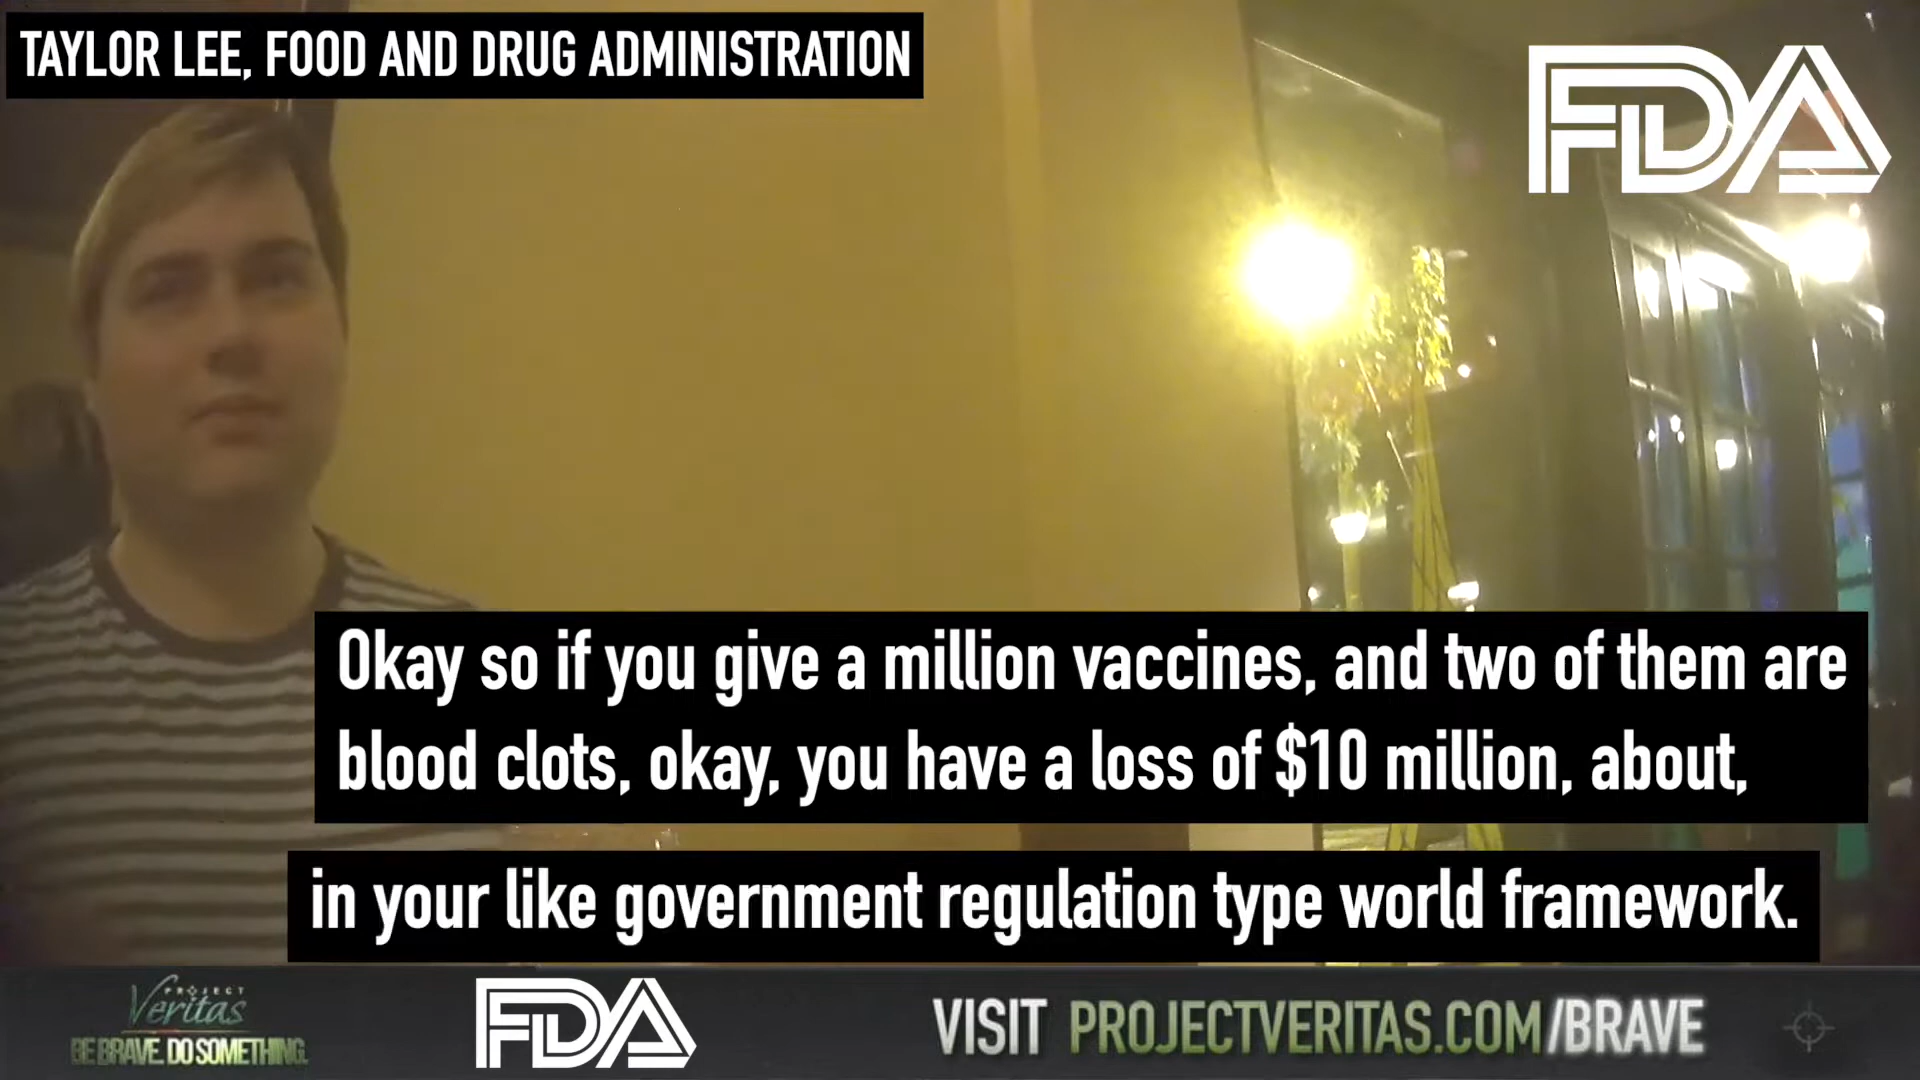 TAYLOR LEE, FOOD AND DRUG ADMINISTRATION
FDA
Okay so if you give a million vaccines, and two of them are
blood clots, okay, you have a loss of $10 million, about,
in your like government regulation type world framework.
PROJECT
Veritas
BE BRAVE. DO SOMETHING.
FDA
VISIT PROJECTVERITAS.COM/BRAVE